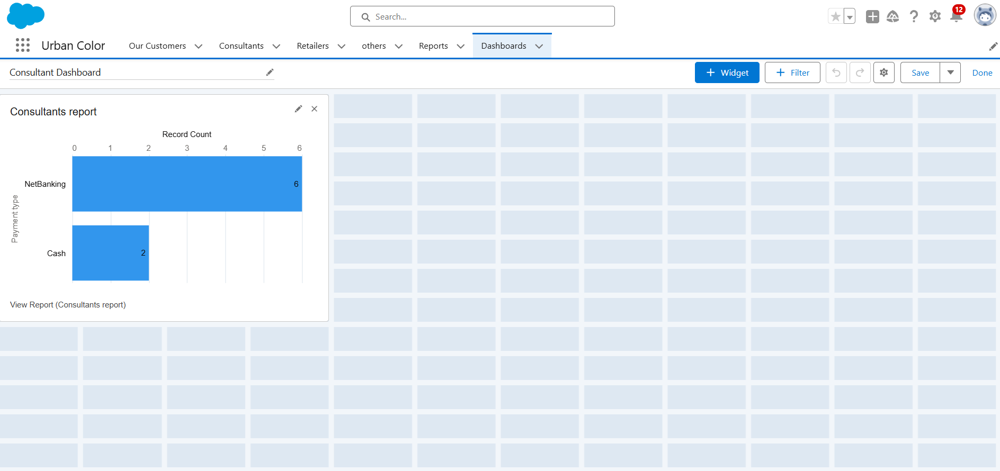 Search...
12
Urban Color
Our Customers
Consultants
Retailers
others
Reports
Dashboards
Consultant Dashboard
Widget
Filter
Save
Done
Consultants report
Record Count
0 1 2 3 4 5 6
Payment type
NetBanking
6
Cash
2
View Report (Consultants report)